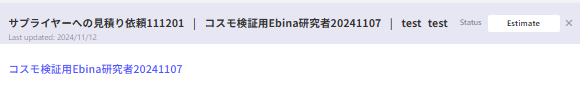 サプライヤーへの見積り依頼111201 | コスモ検証用Ebina研究者20241107 | test test Status Estimate ×
Last updated: 2024/11/12
コスモ検証用Ebina研究者20241107